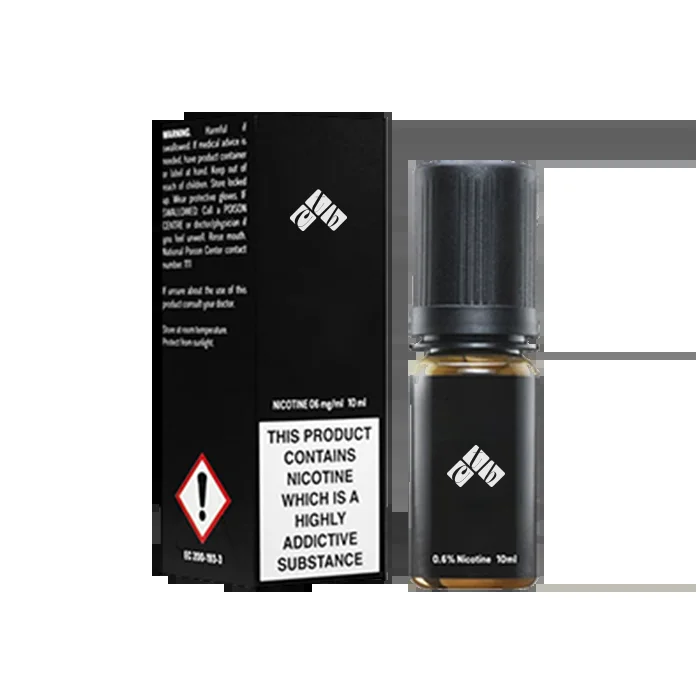 WARNING. Harmful if
swallowed. If medical advice is
needed, have product container
or label at hand. Keep out of
reach of children. Store locked
up. Wear protective gloves. IF
SWALLOWED: Call a POISON
CENTRE or doctor/physician if
you feel unwell. Rinse mouth.
National Poison Center contact
number: 111
If unsure about the use of this
product consult your doctor.
Store at room temperature.
Protect from sunlight.
EC 200-193-3
NICOTINE 06 mg/ml 10 ml
THIS PRODUCT
CONTAINS
NICOTINE
WHICH IS A
HIGHLY
ADDICTIVE
SUBSTANCE
0.6% Nicotine 10ml